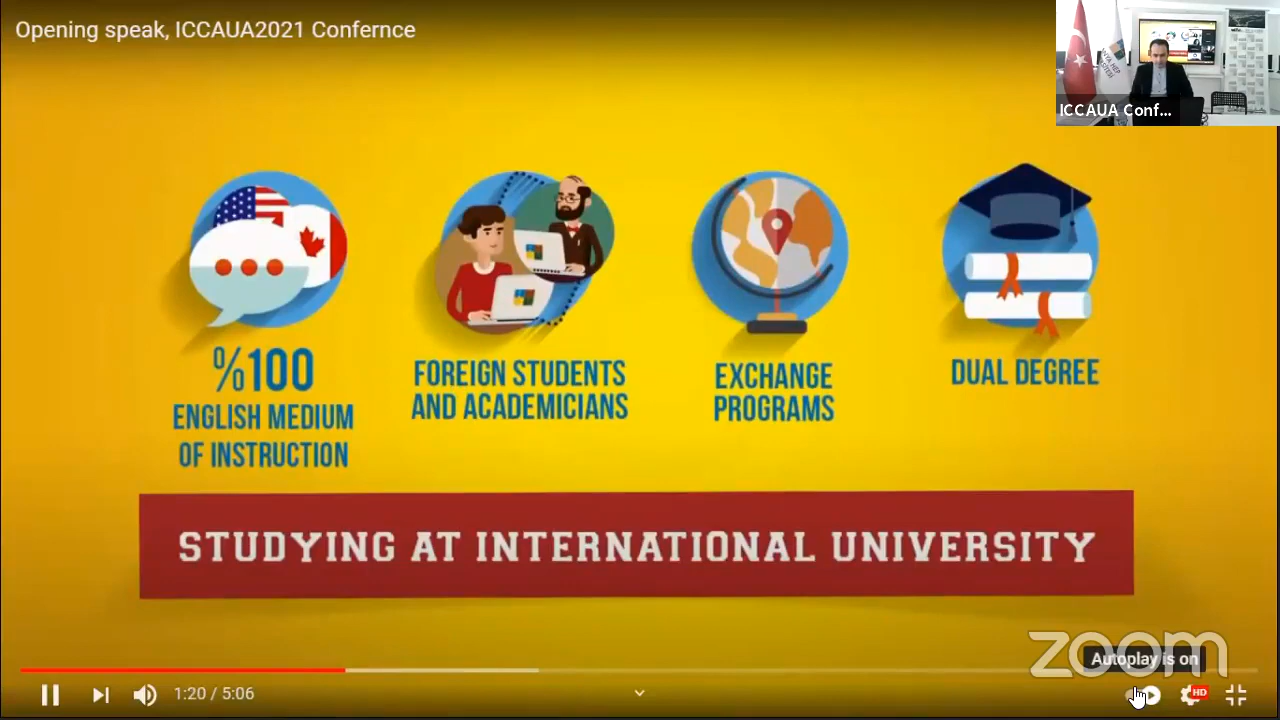 Opening speak, ICCAUA2021 Confernce
ICCAUA Conf...
%100
ENGLISH MEDIUM
OF INSTRUCTION
FOREIGN STUDENTS
AND ACADEMICIANS
EXCHANGE
PROGRAMS
DUAL DEGREE
STUDYING AT INTERNATIONAL UNIVERSITY
zoom
Autoplay is on
1:20 / 5:06
HD